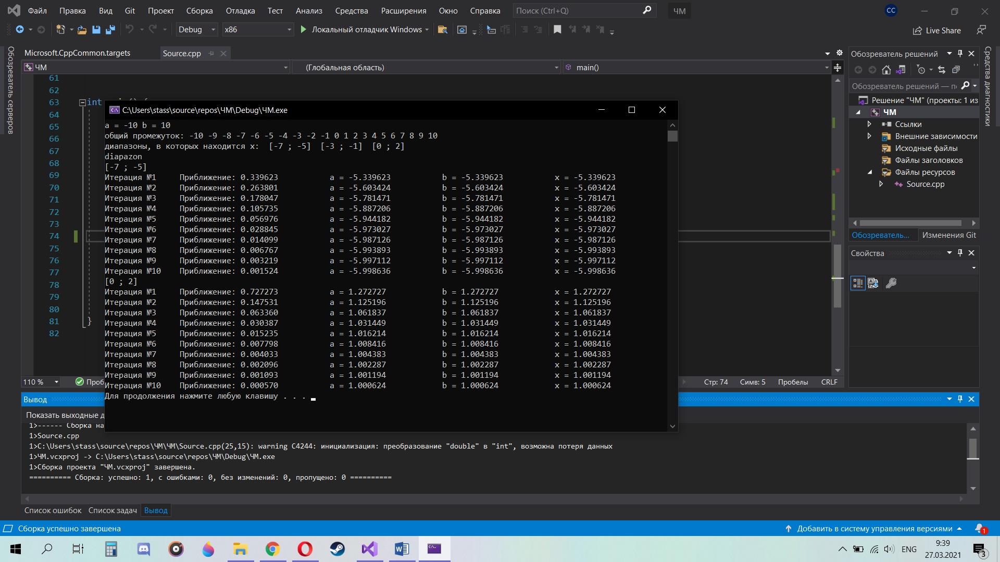 Файл Правка Вид Git Проект Сборка Отладка Тест Анализ Средства Расширения Окно Справка Поиск (Ctrl+Q) ЧМ CC
Debug x86 Локальный отладчик Windows Live Share
Обозреватель серверов
Microsoft.CppCommon.targets Source.cpp
ЧМ (Глобальная область) main()
61
62
63 int
64
65
66
67
68
69
70
71
72
73
74
75
76
77
78
79
80
81 }
82
C:\Users\stass\source\repos\ЧМ\Debug\ЧМ.exe
a = -10 b = 10
общий промежуток: -10 -9 -8 -7 -6 -5 -4 -3 -2 -1 0 1 2 3 4 5 6 7 8 9 10
диапазоны, в которых находится x:  [-7 ; -5]  [-3 ; -1]  [0 ; 2]
diapazon
[-7 ; -5]
Итерация №1 Приближение: 0.339623 a = -5.339623 b = -5.339623 x = -5.339623
Итерация №2 Приближение: 0.263801 a = -5.603424 b = -5.603424 x = -5.603424
Итерация №3 Приближение: 0.178047 a = -5.781471 b = -5.781471 x = -5.781471
Итерация №4 Приближение: 0.105735 a = -5.887206 b = -5.887206 x = -5.887206
Итерация №5 Приближение: 0.056976 a = -5.944182 b = -5.944182 x = -5.944182
Итерация №6 Приближение: 0.028845 a = -5.973027 b = -5.973027 x = -5.973027
Итерация №7 Приближение: 0.014099 a = -5.987126 b = -5.987126 x = -5.987126
Итерация №8 Приближение: 0.006767 a = -5.993893 b = -5.993893 x = -5.993893
Итерация №9 Приближение: 0.003219 a = -5.997112 b = -5.997112 x = -5.997112
Итерация №10 Приближение: 0.001524 a = -5.998636 b = -5.998636 x = -5.998636
[0 ; 2]
Итерация №1 Приближение: 0.727273 a = 1.272727 b = 1.272727 x = 1.272727
Итерация №2 Приближение: 0.147531 a = 1.125196 b = 1.125196 x = 1.125196
Итерация №3 Приближение: 0.063360 a = 1.061837 b = 1.061837 x = 1.061837
Итерация №4 Приближение: 0.030387 a = 1.031449 b = 1.031449 x = 1.031449
Итерация №5 Приближение: 0.015235 a = 1.016214 b = 1.016214 x = 1.016214
Итерация №6 Приближение: 0.007798 a = 1.008416 b = 1.008416 x = 1.008416
Итерация №7 Приближение: 0.004033 a = 1.004383 b = 1.004383 x = 1.004383
Итерация №8 Приближение: 0.002096 a = 1.002287 b = 1.002287 x = 1.002287
Итерация №9 Приближение: 0.001093 a = 1.001194 b = 1.001194 x = 1.001194
Итерация №10 Приближение: 0.000570 a = 1.000624 b = 1.000624 x = 1.000624
Для продолжения нажмите любую клавишу . . .
Обозреватель решений
Обозреватель решений — по
Решение "ЧМ" (проекты: 1 из
ЧМ
Ссылки
Внешние зависимости
Исходные файлы
Файлы заголовков
Файлы ресурсов
Source.cpp
Обозреватель... Изменения Git
Свойства
Средства диагностики
110 % Проб Стр: 74 Симв: 5 Пробелы CRLF
Вывод
Показать выходные д
1>------ Сборка на
1>Source.cpp
1>C:\Users\stass\source\repos\ЧМ\ЧМ\Source.cpp(25,15): warning C4244: инициализация: преобразование "double" в "int", возможна потеря данных
1>ЧМ.vcxproj -> C:\Users\stass\source\repos\ЧМ\Debug\ЧМ.exe
1>Сборка проекта "ЧМ.vcxproj" завершена.
========== Сборка: успешно: 1, с ошибками: 0, без изменений: 0, пропущено: 0 ==========
Список ошибок Список задач Вывод
Сборка успешно завершена Добавить в систему управления версиями 1
ENG 9:39
27.03.2021 3